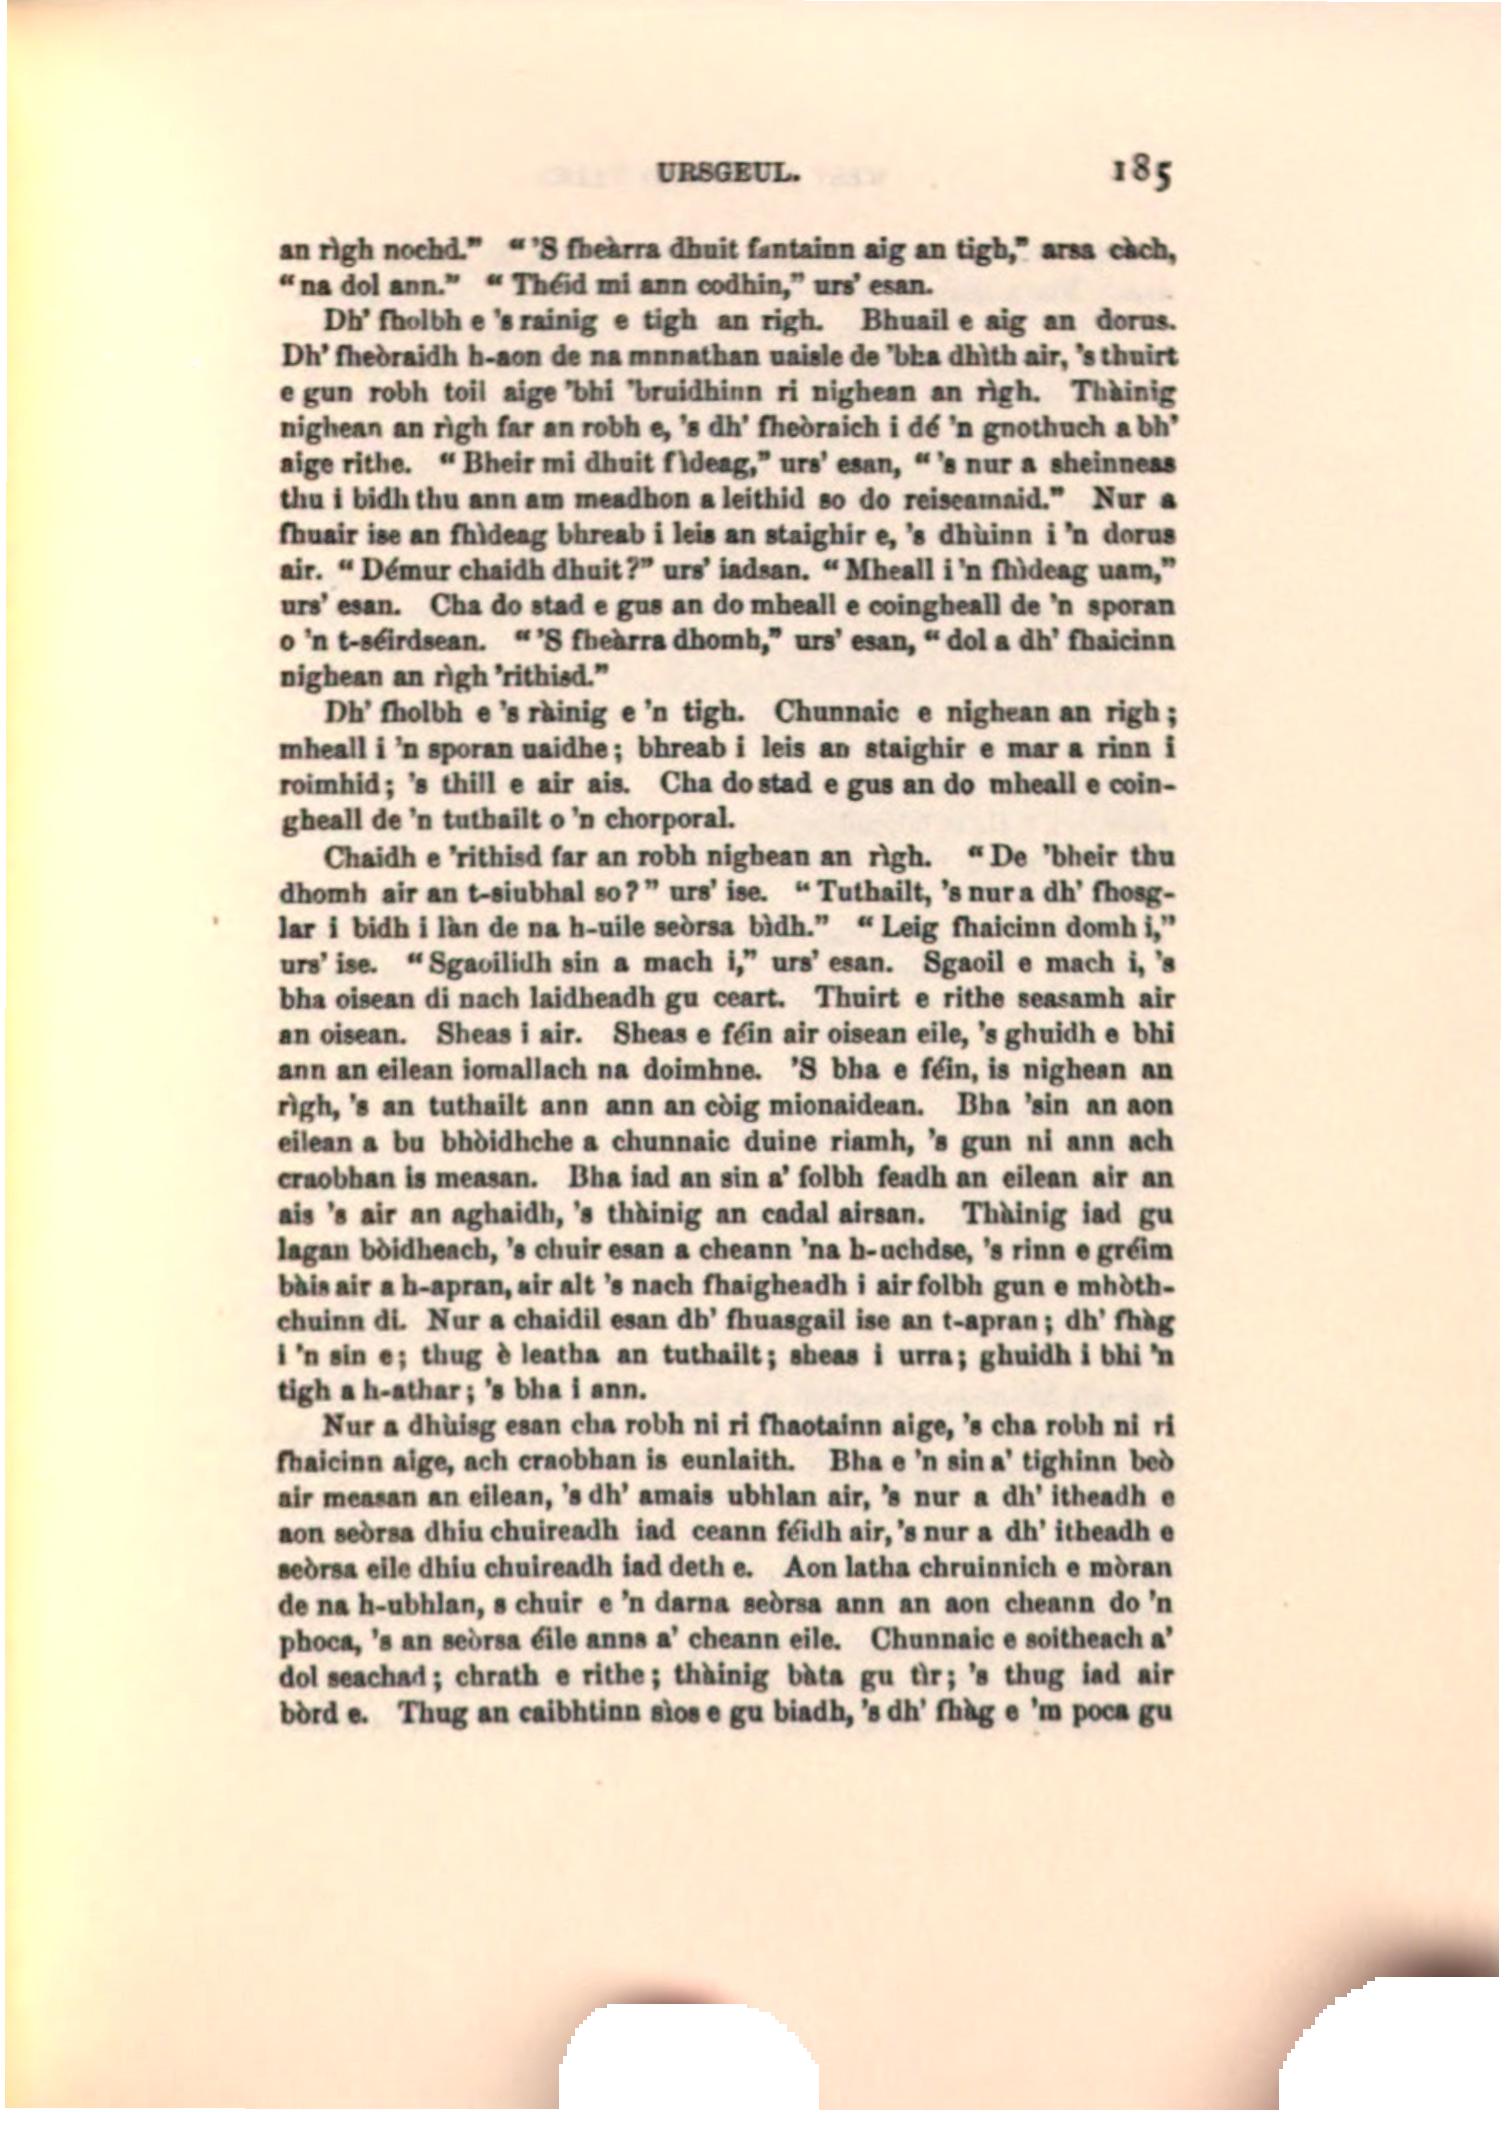 URSGEUL. 185
an rìgh nochd.” “’S fheàrra dhuit fantainn aig an tigh,” arsa càch,
“na dol ann.” “Théid mi ann codhin,” urs’ esan.
Dh’ fholbh e ’s rainig e tigh an righ. Bhuail e aig an dorus.
Dh’ fheòraidh h-aon de na mnnathan uaisle de ’bha dhìth air, ’s thuirt
e gun robh toil aige ’bhi ’bruidhinn ri nighean an rìgh. Thàinig
nighean an rìgh far an robh e, ’s dh’ fheòraich i dé ’n gnothuch a bh’
aige rithe. “Bheir mi dhuit fìdeag,” urs’ esan, “’s nur a sheinness
thu i bidh thu ann am meadhon a leithid so do reiseamaid.” Nur a
fhuair ise an fhìdeag bhreab i leis an staighir e, ’s dhùinn i ’n dorus
air. “Démur chaidh dhuit?” urs’ iadsan. “Mheall i ’n fhìdeag uam,”
urs’ esan. Cha do stad e gus an do mheall e coingheall de ’n sporan
o ’n t-séirdsean. “’S fheàrra dhomh,” urs’ esan, “dol a dh’ fhaicinn
nighean an rìgh ’rithisd.”
Dh’ fholbh e ’s ràinig e ’n tigh. Chunnaic e nighean an righ;
mheall i ’n sporan uaidhe; bhreab i leis an staighir e mar a rinn i
roimhid; ’s thill e air ais. Cha do stad e gus an do mheall e coin-
gheall de ’n tuthailt o ’n chorporal.
Chaidh e ’rithisd far an robh nighean an rìgh. “De ’bheir thu
dhomh air an t-siubhal so?” urs’ ise. “Tuthailt, ’s nur a dh’ fhosg-
lar i bidh i làn de na h-uile seòrsa bìdh.” “Leig fhaicinn domh i,”
urs’ ise. “Sgaoilidh sin a mach i,” urs’ esan. Sgaoil e mach i, ’s
bha oisean di nach laidheadh gu ceart. Thuirt e rithe seasamh air
an oisean. Sheas i air. Sheas e féin air oisean eile, ’s ghuidh e bhi
ann an eilean iomallach na doimhne. ’S bha e féin, is nighean an
rìgh, ’s an tuthailt ann ann an còig mionaidean. Bha ’sin an aon
eilean a bu bhòidhche a chunnaic duine riamh, ’s gun ni ann ach
craobhan is measan. Bha iad an sin a’ folbh feadh an eilean air an
ais ’s air an aghaidh, ’s thàinig an cadal airsan. Thàinig iad gu
lagan bòidheach, ’s chuir esan a cheann ’na h-uchdse, ’s rinn e gréim
bàis air a h-apran, air alt ’s nach fhaigheadh i air folbh gun e mhòth-
chuinn di. Nur a chaidil esan dh’ fhuasgail ise an t-apran; dh’ fhàg
i ’n sin e; thug è leatha an tuthailt; sheas i urra; ghuidh i bhi ’n
tigh a h-athar; ’s bha i ann.
Nur a dhùisg esan cha robh ni ri fhaotainn aige, ’s cha robh ni ri
fhaicinn aige, ach craobhan is eunlaith. Bha e ’n sin a’ tighinn beò
air measan an eilean, ’s dh’ amais ubhlan air, ’s nur a dh’ itheadh e
aon seòrsa dhiu chuireadh iad ceann féidh air, ’s nur a dh’ itheadh e
seòrsa eile dhiu chuireadh iad deth e. Aon latha chruinnich e mòran
de na h-ubhlan, s chuir e ’n darna seòrsa ann an aon cheann do ’n
phoca, ’s an seòrsa éile anns a’ cheann eile. Chunnaic e soitheach a’
dol seachad; chrath e rithe; thàinig bàta gu tìr; ’s thug iad air
bòrd e. Thug an caibhtinn sìos e gu biadh, ’s dh’ fhàg e ’m poca gu